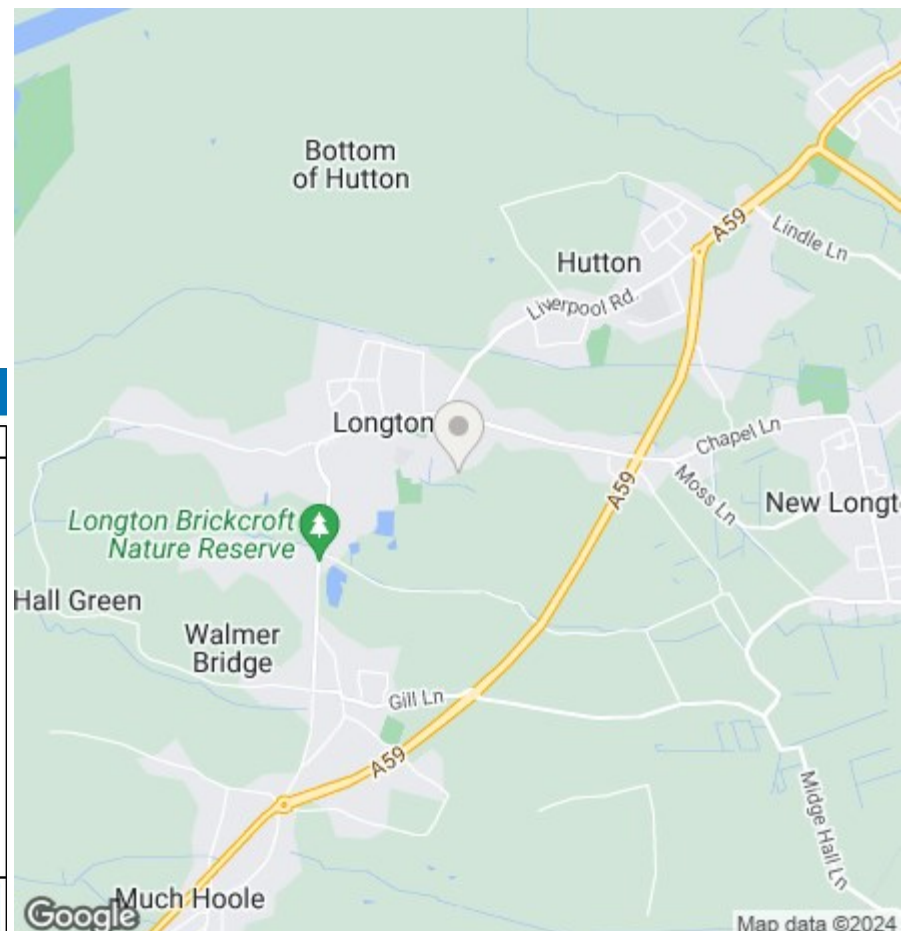 Bottom
of Hutton
A59
Lindle Ln
Hutton
Liverpool Rd.
Longton
Chapel Ln
A59
Moss Ln
New Longt
Longton Brickcroft
Nature Reserve
Hall Green
Walmer
Bridge
Gill Ln
A59
Midge Hall Ln
Much Hoole
Google
Map data ©2024